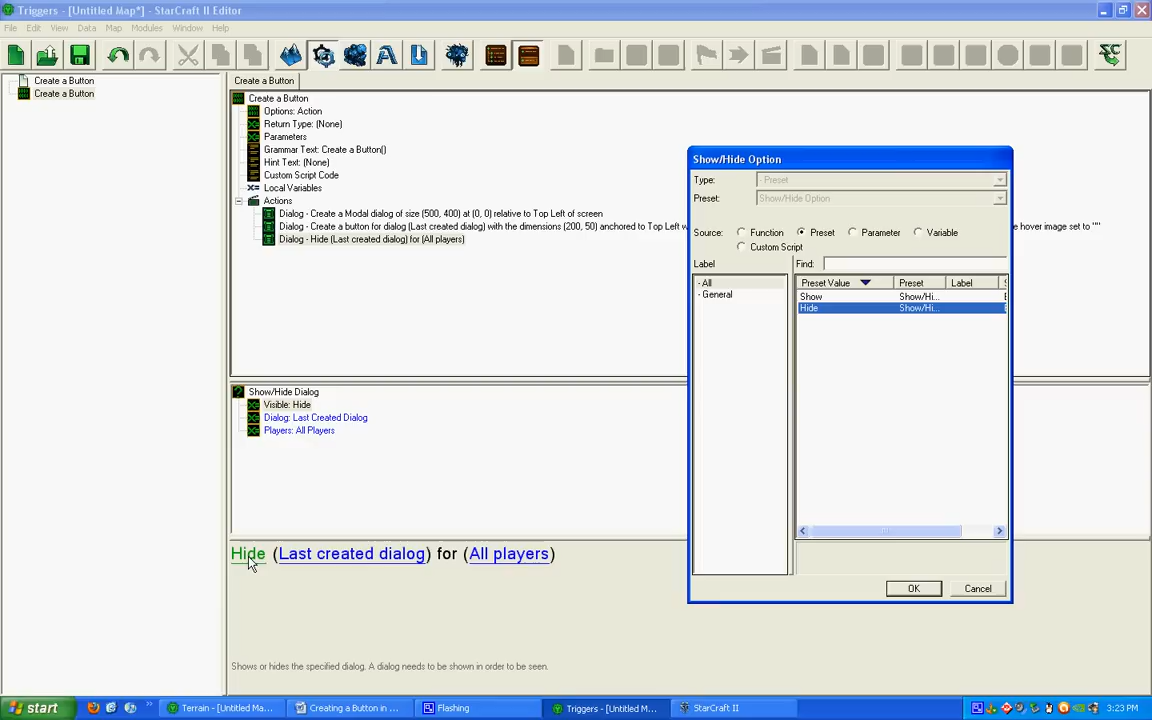 Triggers - [Untitled Map*] - StarCraft II Editor
File Edit View Data Map Modules Window Help
Create a Button
Create a Button
Create a Button
Create a Button
Options: Action
Return Type: (None)
Parameters
Grammar Text: Create a Button()
Hint Text: (None)
Custom Script Code
Local Variables
Actions
Dialog - Create a Modal dialog of size (500, 400) at (0, 0) relative to Top Left of screen
Dialog - Create a button for dialog (Last created dialog) with the dimensions (200, 50) anchored to Top Left w
e hover image set to ""
Dialog - Hide (Last created dialog) for (All players)
Show/Hide Dialog
Visible: Hide
Dialog: Last Created Dialog
Players: All Players
Hide (Last created dialog) for (All players)
Shows or hides the specified dialog. A dialog needs to be shown in order to be seen.
Show/Hide Option
Type: - Preset
Preset: Show/Hide Option
Source: Function Preset Parameter Variable
Custom Script
Label Find:
- All
- General
Preset Value Preset Label
Show Show/Hi...
Hide Show/Hi...
OK Cancel
start
Terrain - [Untitled Ma...
Creating a Button in ...
Flashing
Triggers - [Untitled M...
StarCraft II
3:23 PM